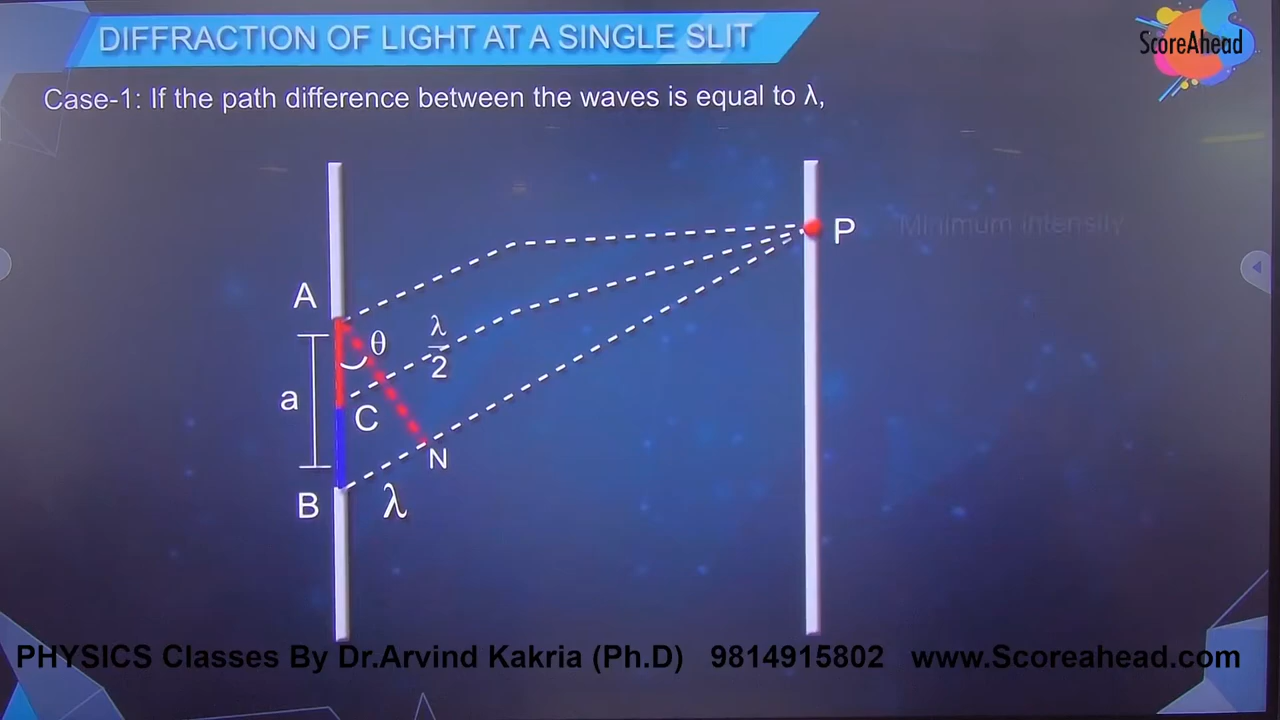 DIFFRACTION OF LIGHT AT A SINGLE SLIT
ScoreAhead
Case-1: If the path difference between the waves is equal to λ,
P
Minimum intensity
A
θ
λ
2
a
C
N
B
λ
PHYSICS Classes By Dr.Arvind Kakria (Ph.D) 9814915802 www.Scoreahead.com